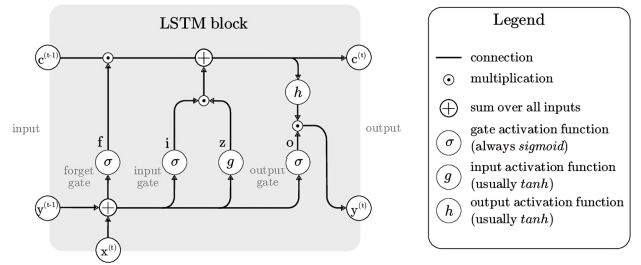 LSTM block
c(t-1)
c(t)
h
input
output
f
i
z
o
σ
σ
g
σ
forget
gate
input
gate
output
gate
y(t-1)
y(t)
x(t)
Legend
connection
multiplication
sum over all inputs
σ gate activation function
(always sigmoid)
g input activation function
(usually tanh)
h output activation function
(usually tanh)